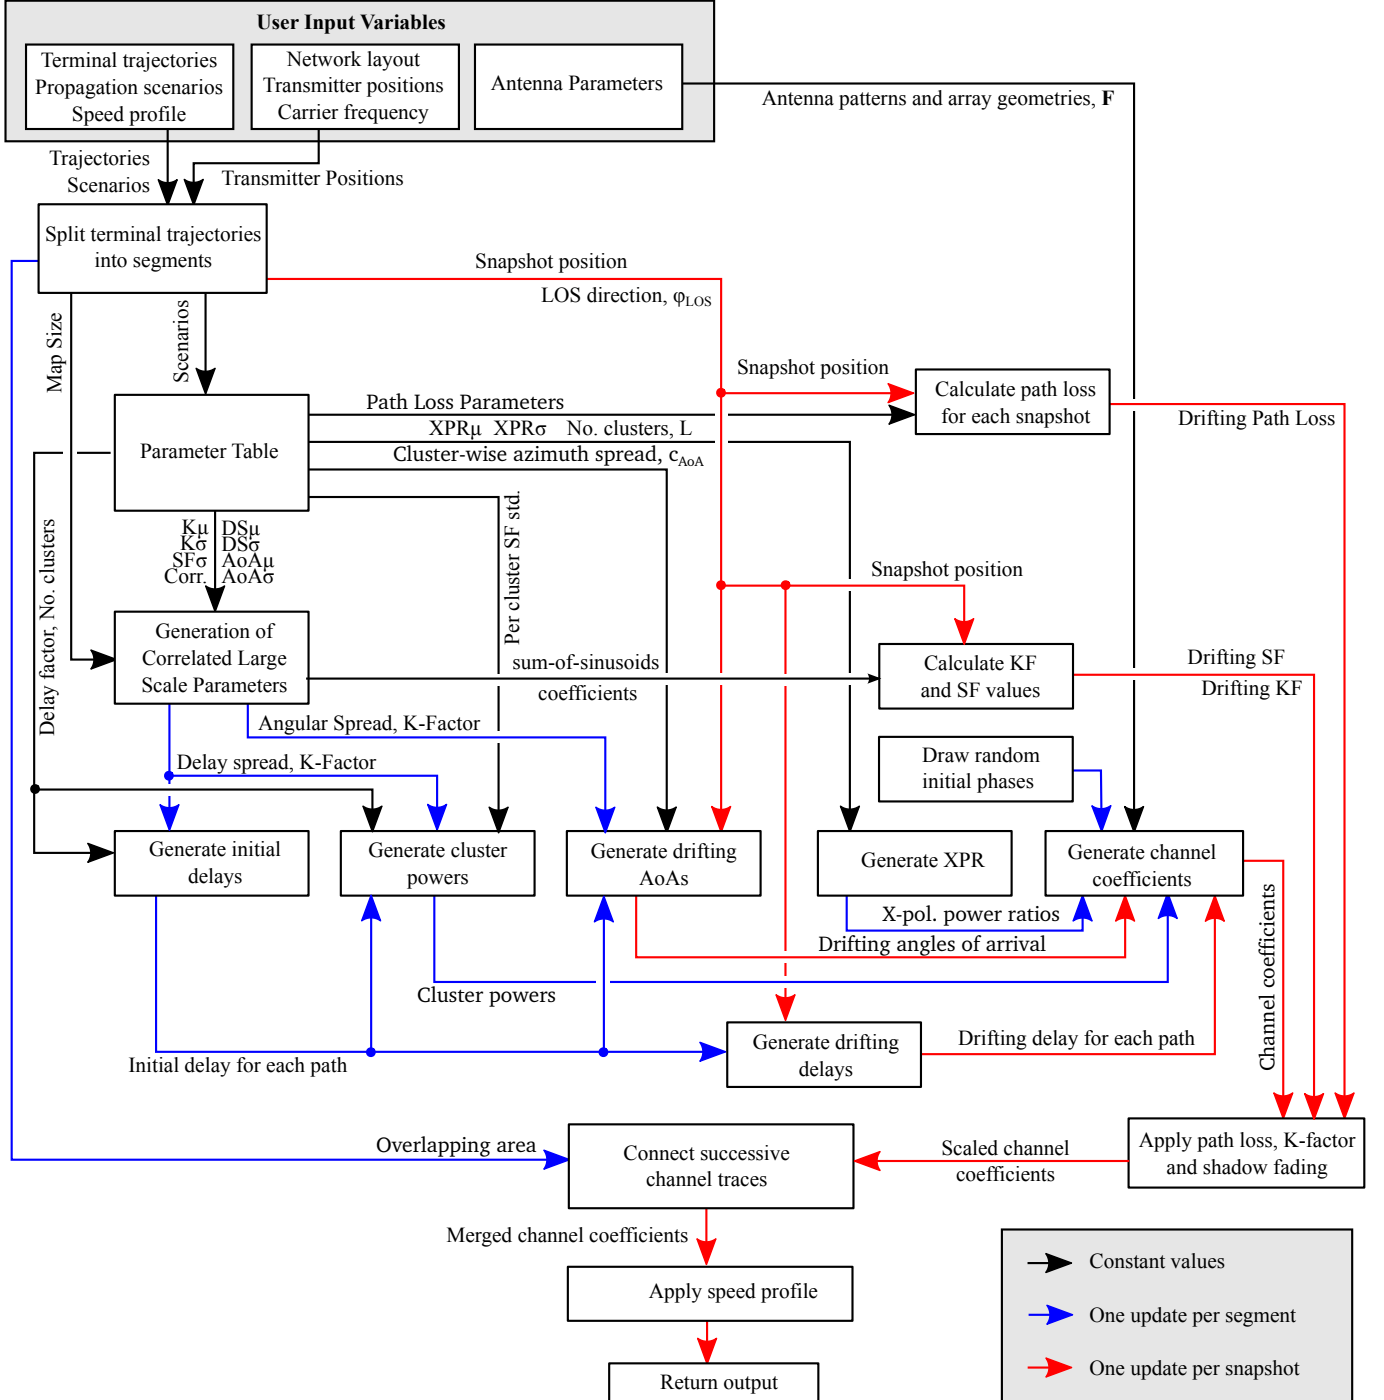 User Input Variables
Terminal trajectories
Propagation scenarios
Speed profile
Network layout
Transmitter positions
Carrier frequency
Antenna Parameters
Antenna patterns and array geometries, F
Trajectories
Scenarios
Transmitter Positions
Split terminal trajectories
into segments
Snapshot position
LOS direction, φLOS
Map Size
Scenarios
Snapshot position
Calculate path loss
for each snapshot
Drifting Path Loss
Parameter Table
Path Loss Parameters
XPRμ XPRσ No. clusters, L
Cluster-wise azimuth spread, cAoA
Per cluster SF std.
Delay factor, No. clusters
Kμ DSμ
Kσ DSσ
SFσ AoAμ
Corr. AoAσ
Snapshot position
Generation of
Correlated Large
Scale Parameters
sum-of-sinusoids
coefficients
Calculate KF
and SF values
Drifting SF
Drifting KF
Angular Spread, K-Factor
Delay spread, K-Factor
Draw random
initial phases
Generate initial
delays
Generate cluster
powers
Generate drifting
AoAs
Generate XPR
Generate channel
coefficients
X-pol. power ratios
Drifting angles of arrival
Cluster powers
Channel coefficients
Initial delay for each path
Generate drifting
delays
Drifting delay for each path
Overlapping area
Connect successive
channel traces
Scaled channel
coefficients
Apply path loss, K-factor
and shadow fading
Merged channel coefficients
Apply speed profile
Return output
Constant values
One update per segment
One update per snapshot